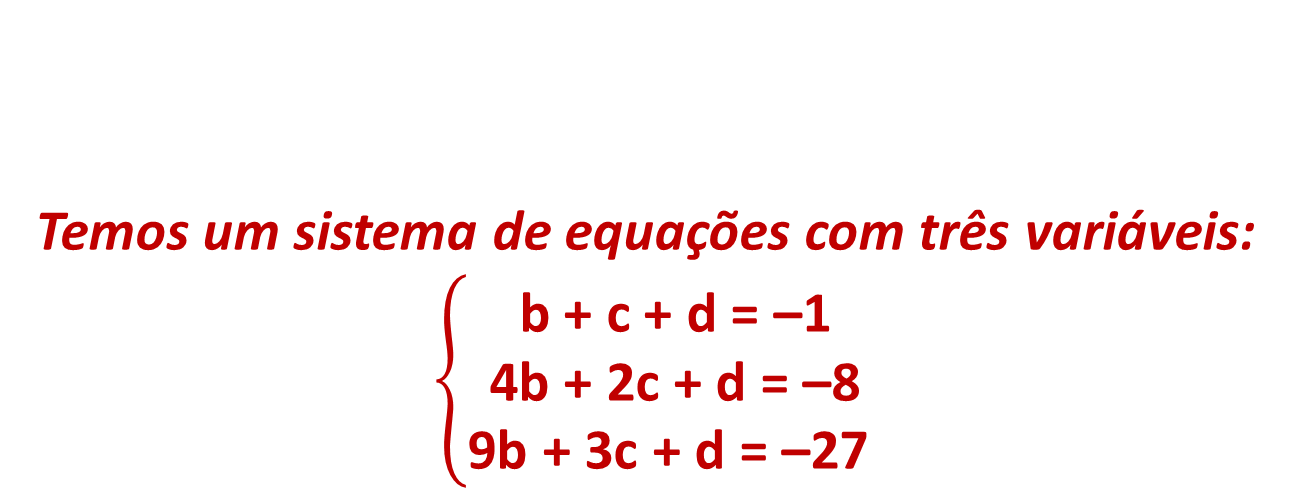 Temos um sistema de equações com três variáveis:
b + c + d = –1
4b + 2c + d = –8
9b + 3c + d = –27